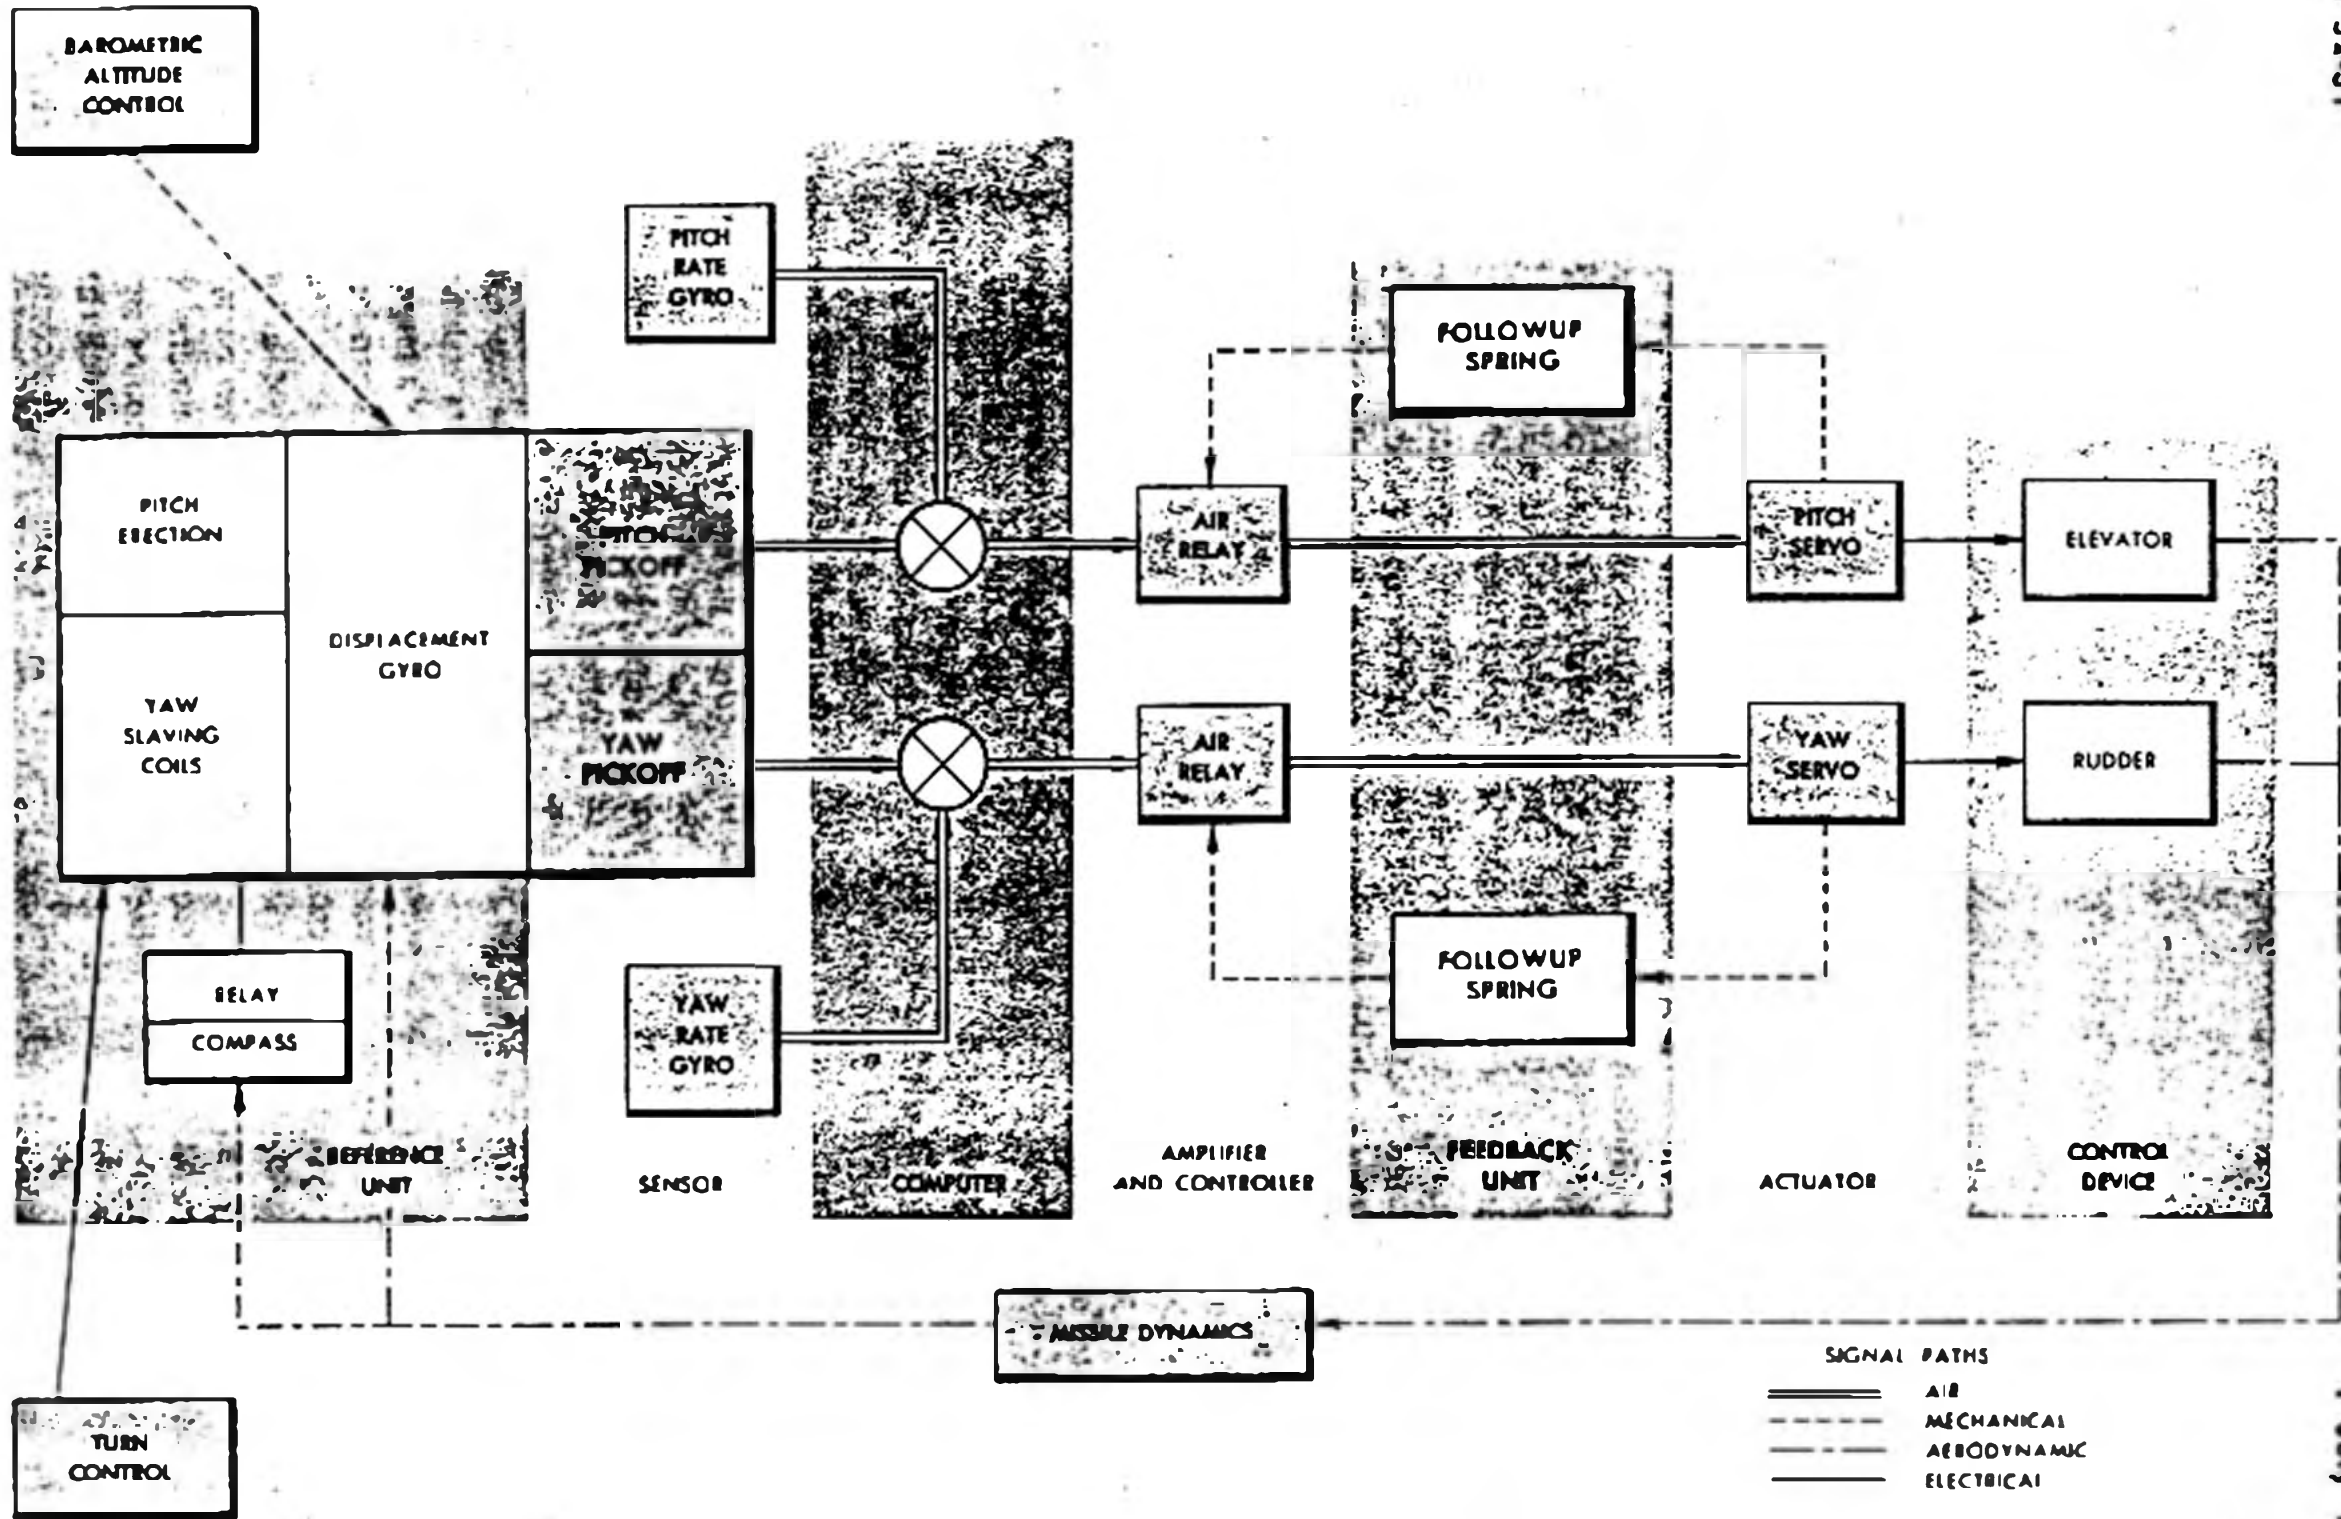 BAROMETRIC
ALTITUDE
CONTROL
PITCH
RATE
GYRO
FOLLOWUP
SPRING
PITCH
ERECTION
DISPLACEMENT
GYRO
YAW
SLAVING
COILS
PITCH
PICKOFF
YAW
PICKOFF
AIR
RELAY
PITCH
SERVO
ELEVATOR
AIR
RELAY
YAW
SERVO
RUDDER
RELAY
COMPASS
YAW
RATE
GYRO
FOLLOWUP
SPRING
REFERENCE
UNIT
SENSOR
COMPUTER
AMPLIFIER
AND CONTROLLER
FEEDBACK
UNIT
ACTUATOR
CONTROL
DEVICE
MISSILE DYNAMICS
TURN
CONTROL
SIGNAL PATHS
AIR
MECHANICAL
AERODYNAMIC
ELECTRICAL